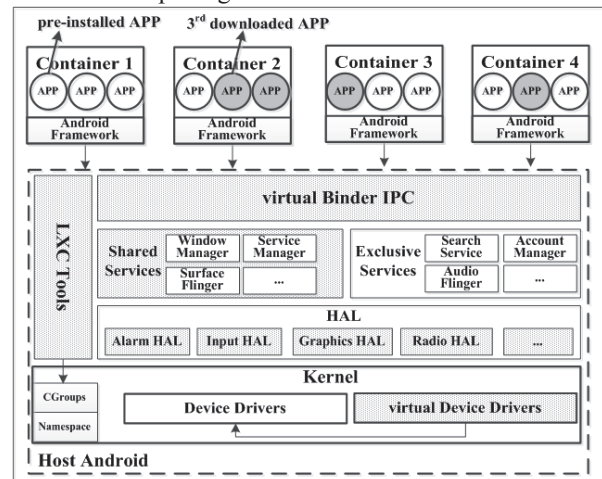 pre-installed APP
3rd downloaded APP
Container 1
Container 2
Container 3
Container 4
APP APP APP
APP APP APP
APP APP APP
APP APP APP
Android
Framework
Android
Framework
Android
Framework
Android
Framework
LXC Tools
virtual Binder IPC
Shared
Services
Window
Manager
Service
Manager
Surface
Flinger
...
Exclusive
Services
Search
Service
Account
Manager
Audio
Flinger
...
HAL
Alarm HAL
Input HAL
Graphics HAL
Radio HAL
...
Kernel
CGroups
Namespace
Device Drivers
virtual Device Drivers
Host Android